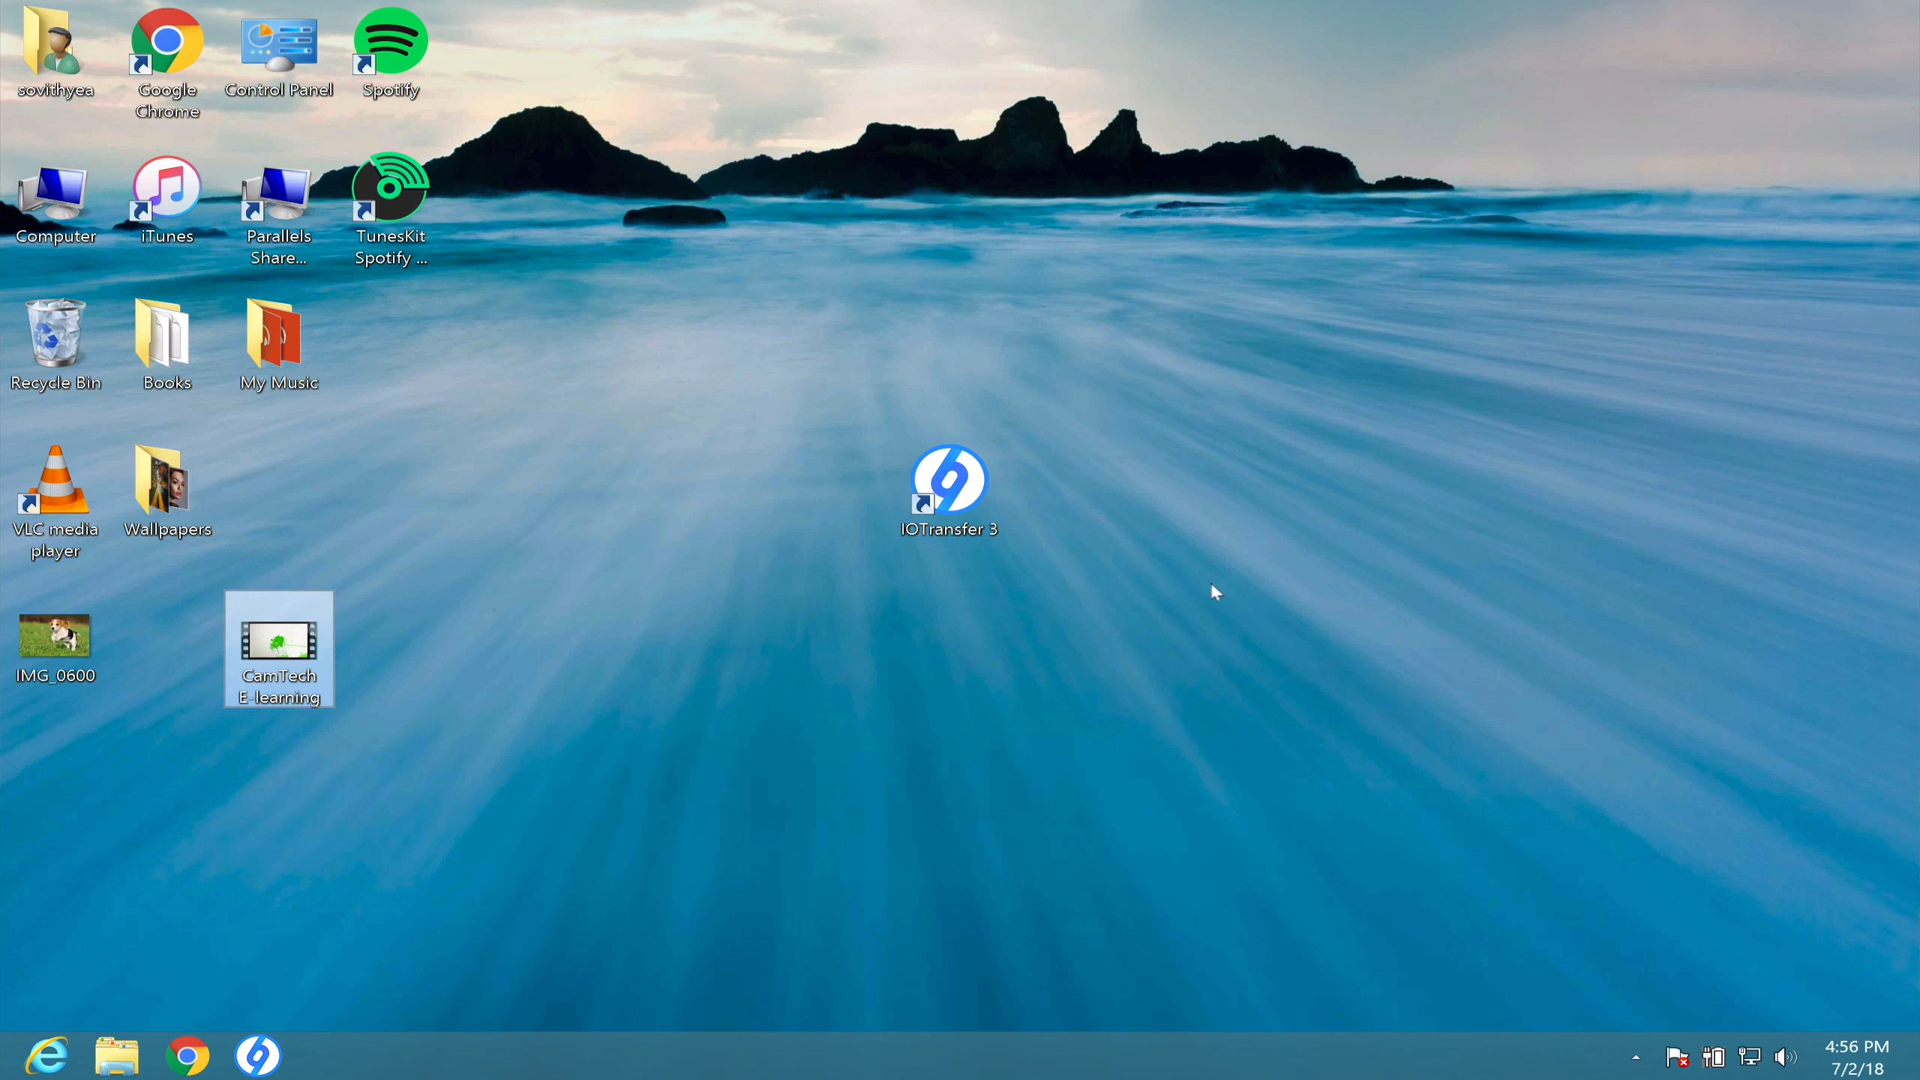 sovithyea
Google
Chrome
Control Panel
Spotify
Computer
iTunes
Parallels
Share...
TunesKit
Spotify ...
Recycle Bin
Books
My Music
VLC media
player
Wallpapers
IOTransfer 3
IMG_0600
CamTech
E-learning
4:56 PM
7/2/18